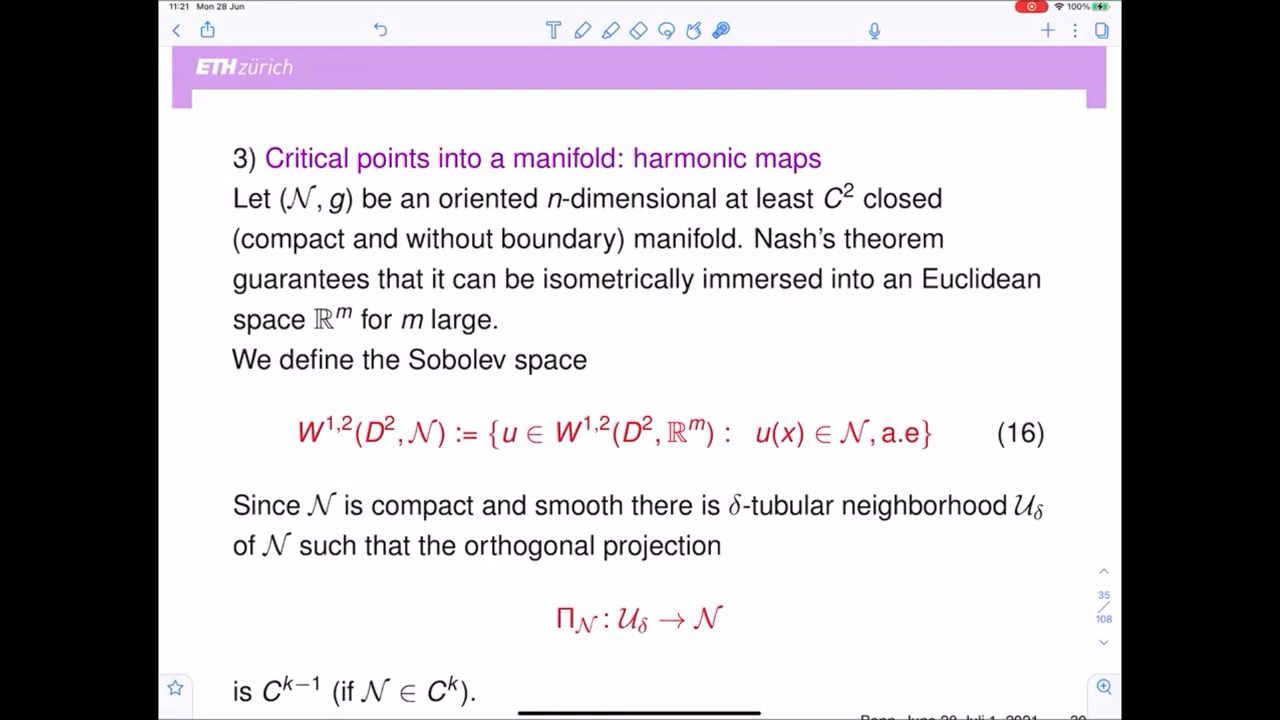 11:21 Mon 28 Jun
100%
ETH zürich
3) Critical points into a manifold: harmonic maps
Let (𝒩, g) be an oriented n-dimensional at least C² closed
(compact and without boundary) manifold. Nash's theorem
guarantees that it can be isometrically immersed into an Euclidean
space ℝᵐ for m large.
We define the Sobolev space
W¹,²(D², 𝒩) := {u ∈ W¹,²(D², ℝᵐ) : u(x) ∈ 𝒩, a.e} (16)
Since 𝒩 is compact and smooth there is δ-tubular neighborhood 𝒰_δ
of 𝒩 such that the orthogonal projection
Π_𝒩 : 𝒰_δ → 𝒩
35
/
108
is Cᵏ⁻¹ (if 𝒩 ∈ Cᵏ).